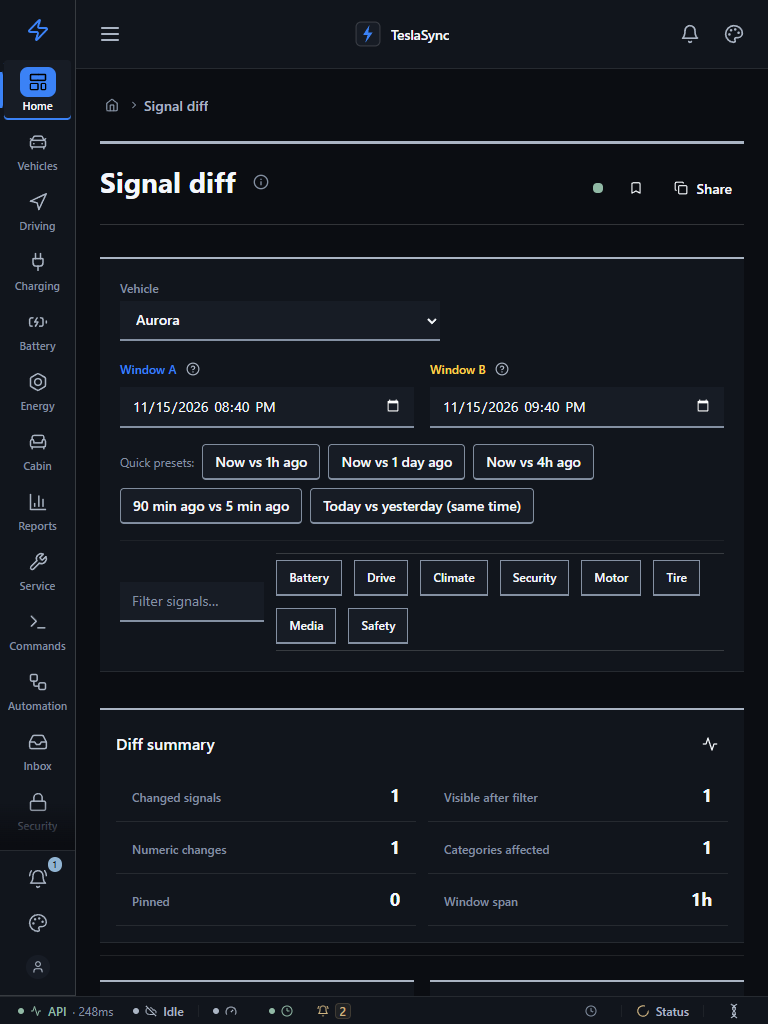 TeslaSync
Home
Vehicles
Driving
Charging
Battery
Energy
Cabin
Reports
Service
Commands
Automation
Inbox
Security
1
Signal diff
Signal diff
Share
Vehicle
Aurora
Window A
Window B
11/15/2026 08:40 PM
11/15/2026 09:40 PM
Quick presets:
Now vs 1h ago
Now vs 1 day ago
Now vs 4h ago
90 min ago vs 5 min ago
Today vs yesterday (same time)
Filter signals...
Battery
Drive
Climate
Security
Motor
Tire
Media
Safety
Diff summary
Changed signals 1
Visible after filter 1
Numeric changes 1
Categories affected 1
Pinned 0
Window span 1h
API · 248ms
Idle
2
Status